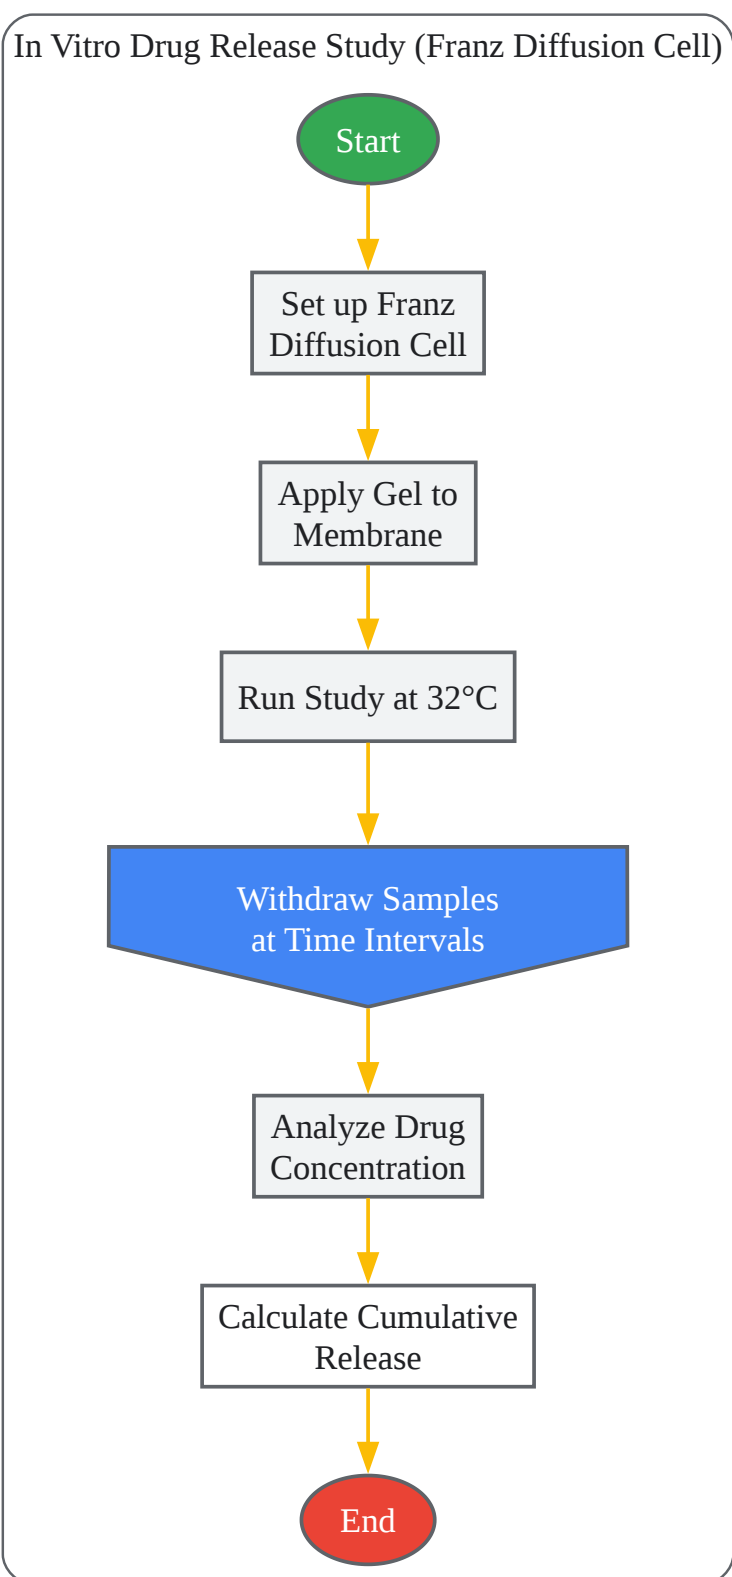 In Vitro Drug Release Study (Franz Diffusion Cell)
Start
Set up Franz
Diffusion Cell
Apply Gel to
Membrane
Run Study at 32°C
Withdraw Samples
at Time Intervals
Analyze Drug
Concentration
Calculate Cumulative
Release
End